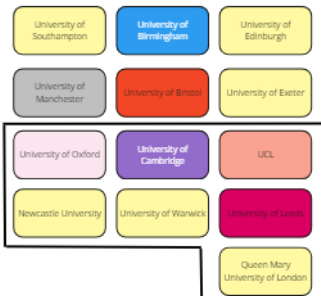 University of
Southampton
University of
Birmingham
University of
Edinburgh
University of
Manchester
University of Bristol
University of Exeter
University of Oxford
University of
Cambridge
UCL
Newcastle University
University of Warwick
University of Leeds
Queen Mary
University of London